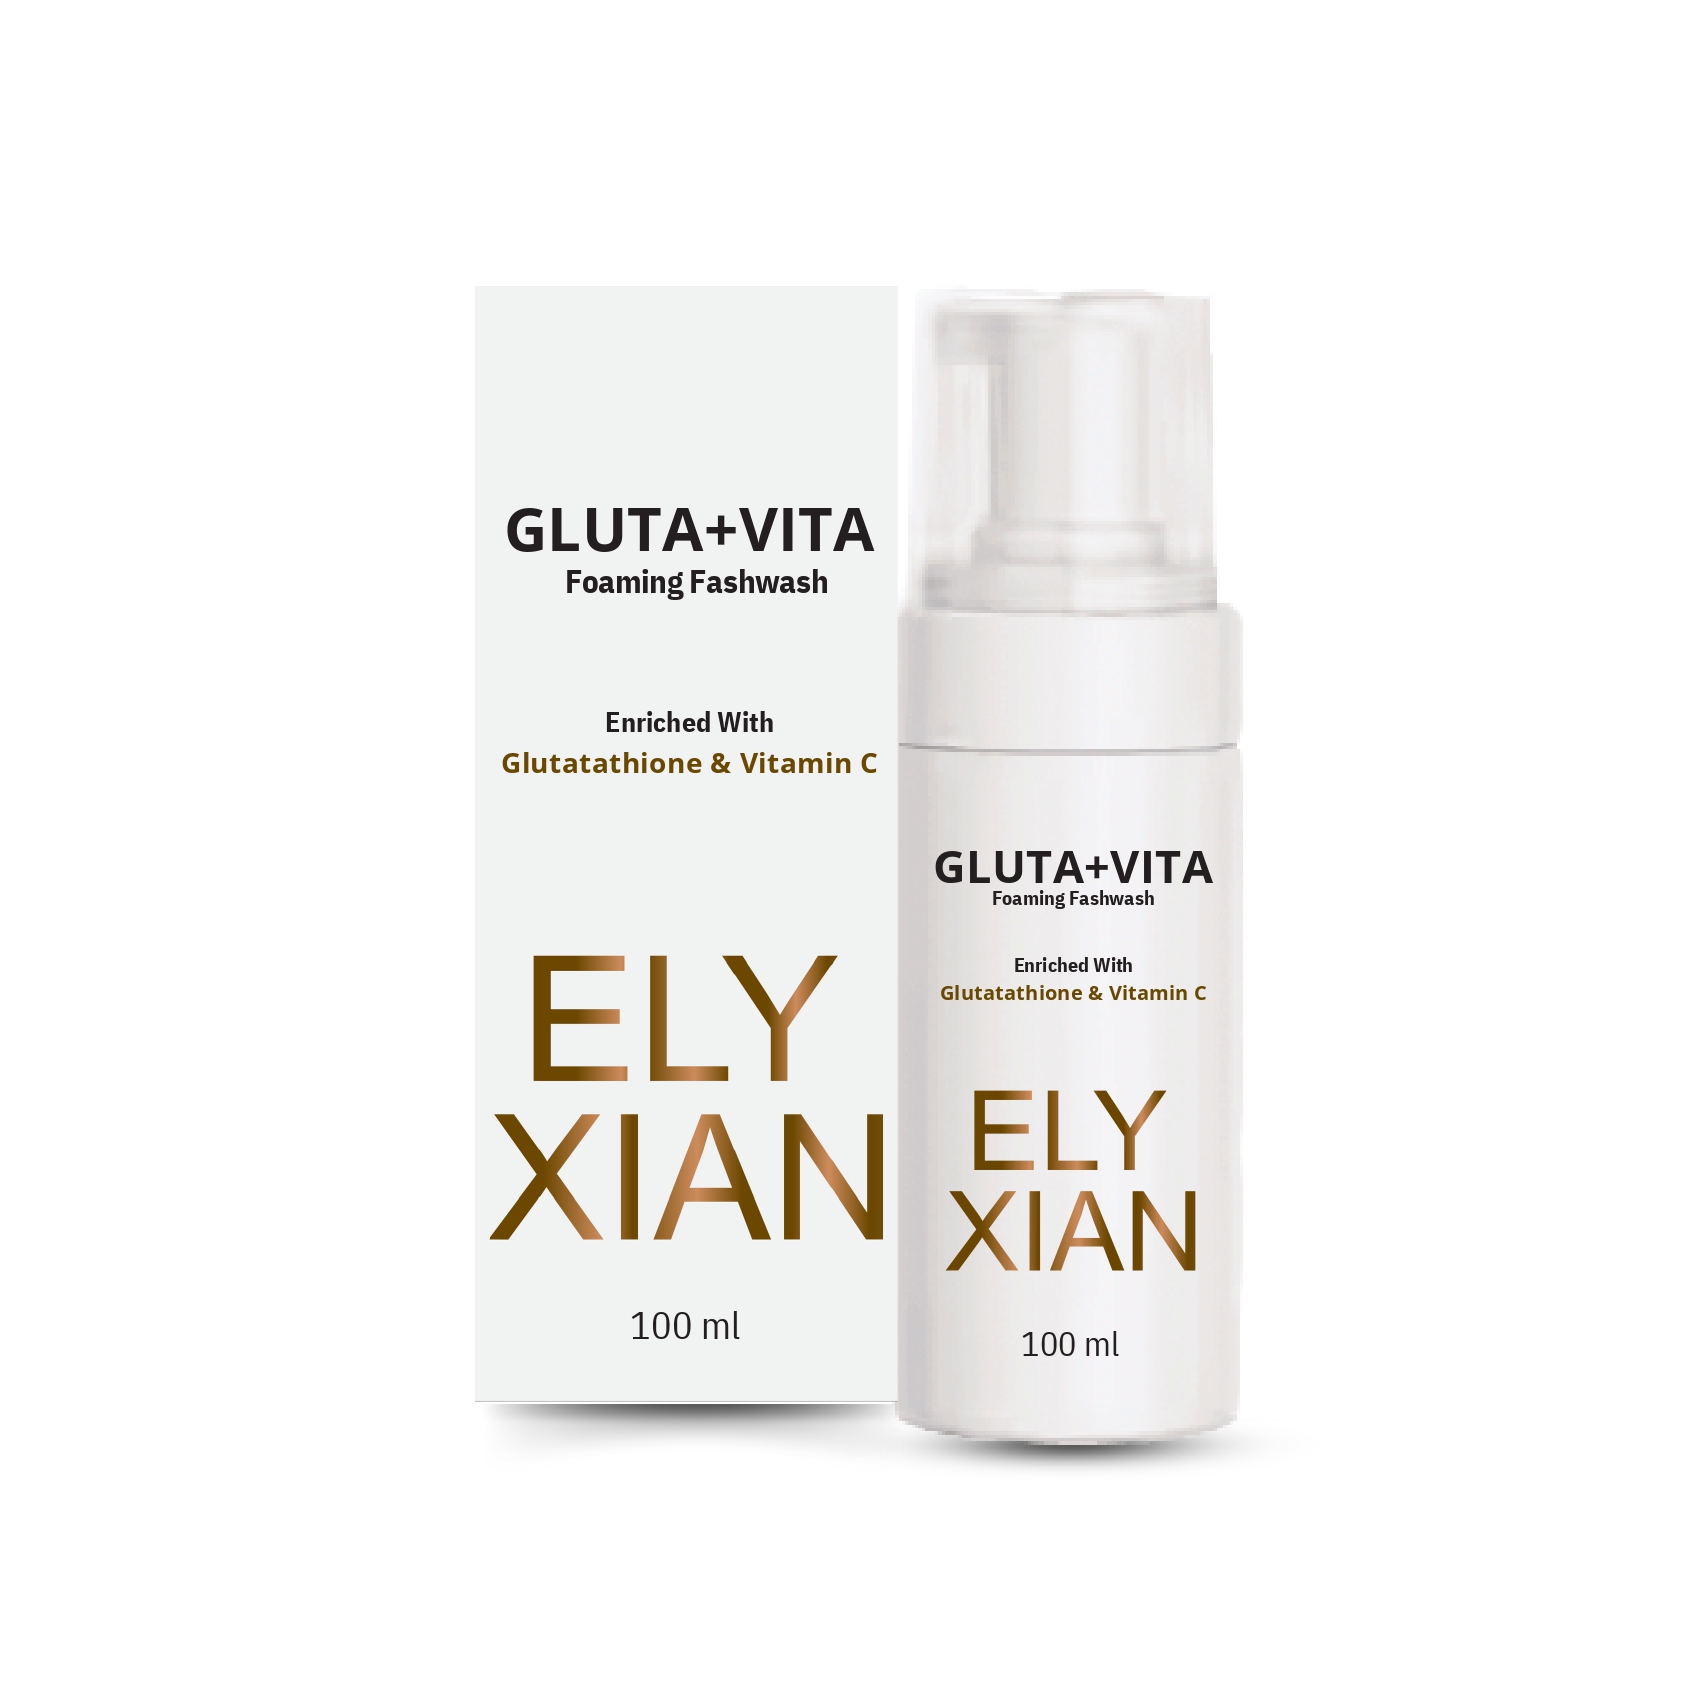 GLUTA+VITA
Foaming Fashwash
Enriched With
Glutatathione & Vitamin C
ELY
XIAN
100 ml
GLUTA+VITA
Foaming Fashwash
Enriched With
Glutatathione & Vitamin C
ELY
XIAN
100 ml